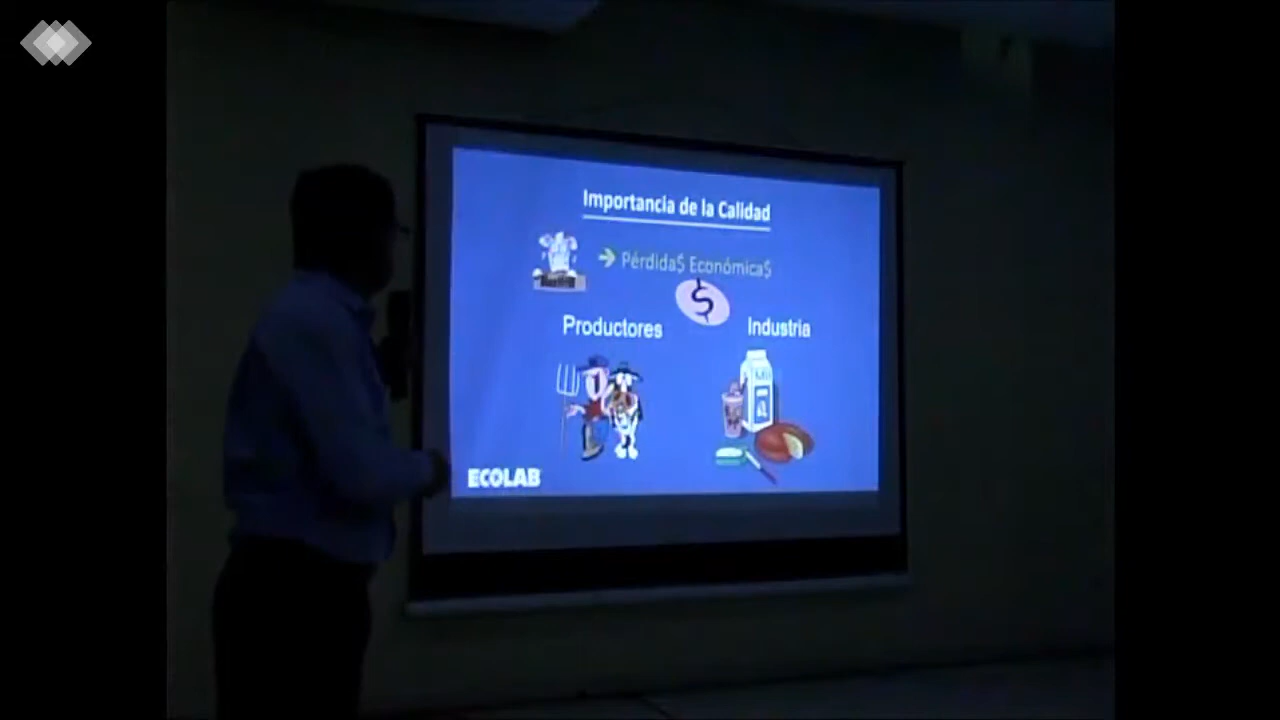 Importancia de la Calidad
Pérdida$ Económica$
$
Productores
Industria
ECOLAB